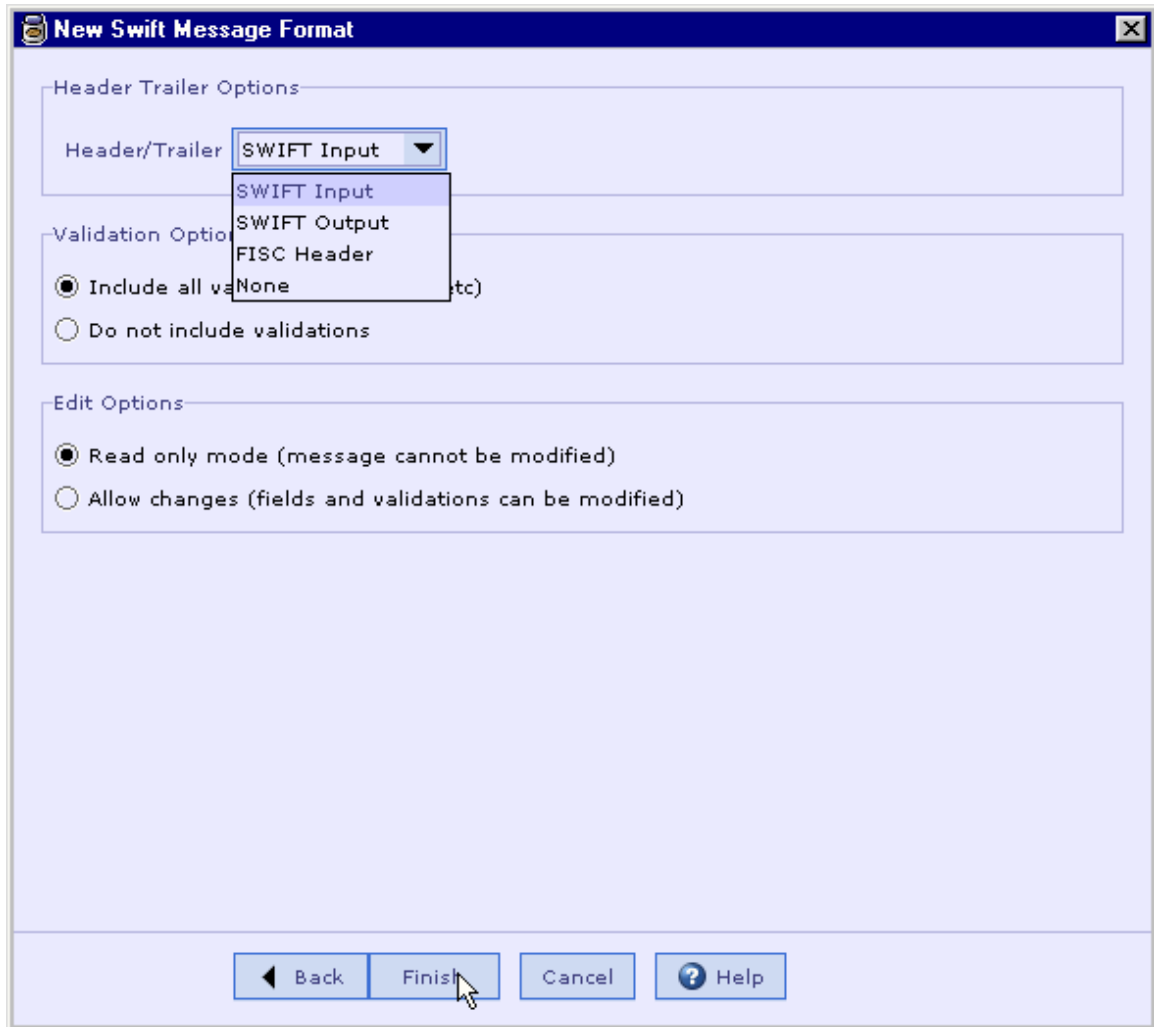 New Swift Message Format
Header Trailer Options
Header/Trailer SWIFT Input
SWIFT Input
SWIFT Output
FISC Header
None
Validation
Include all etc)
Do not include validations
Edit Options
Read only mode (message cannot be modified)
Allow changes (fields and validations can be modified)
Back Finish Cancel Help